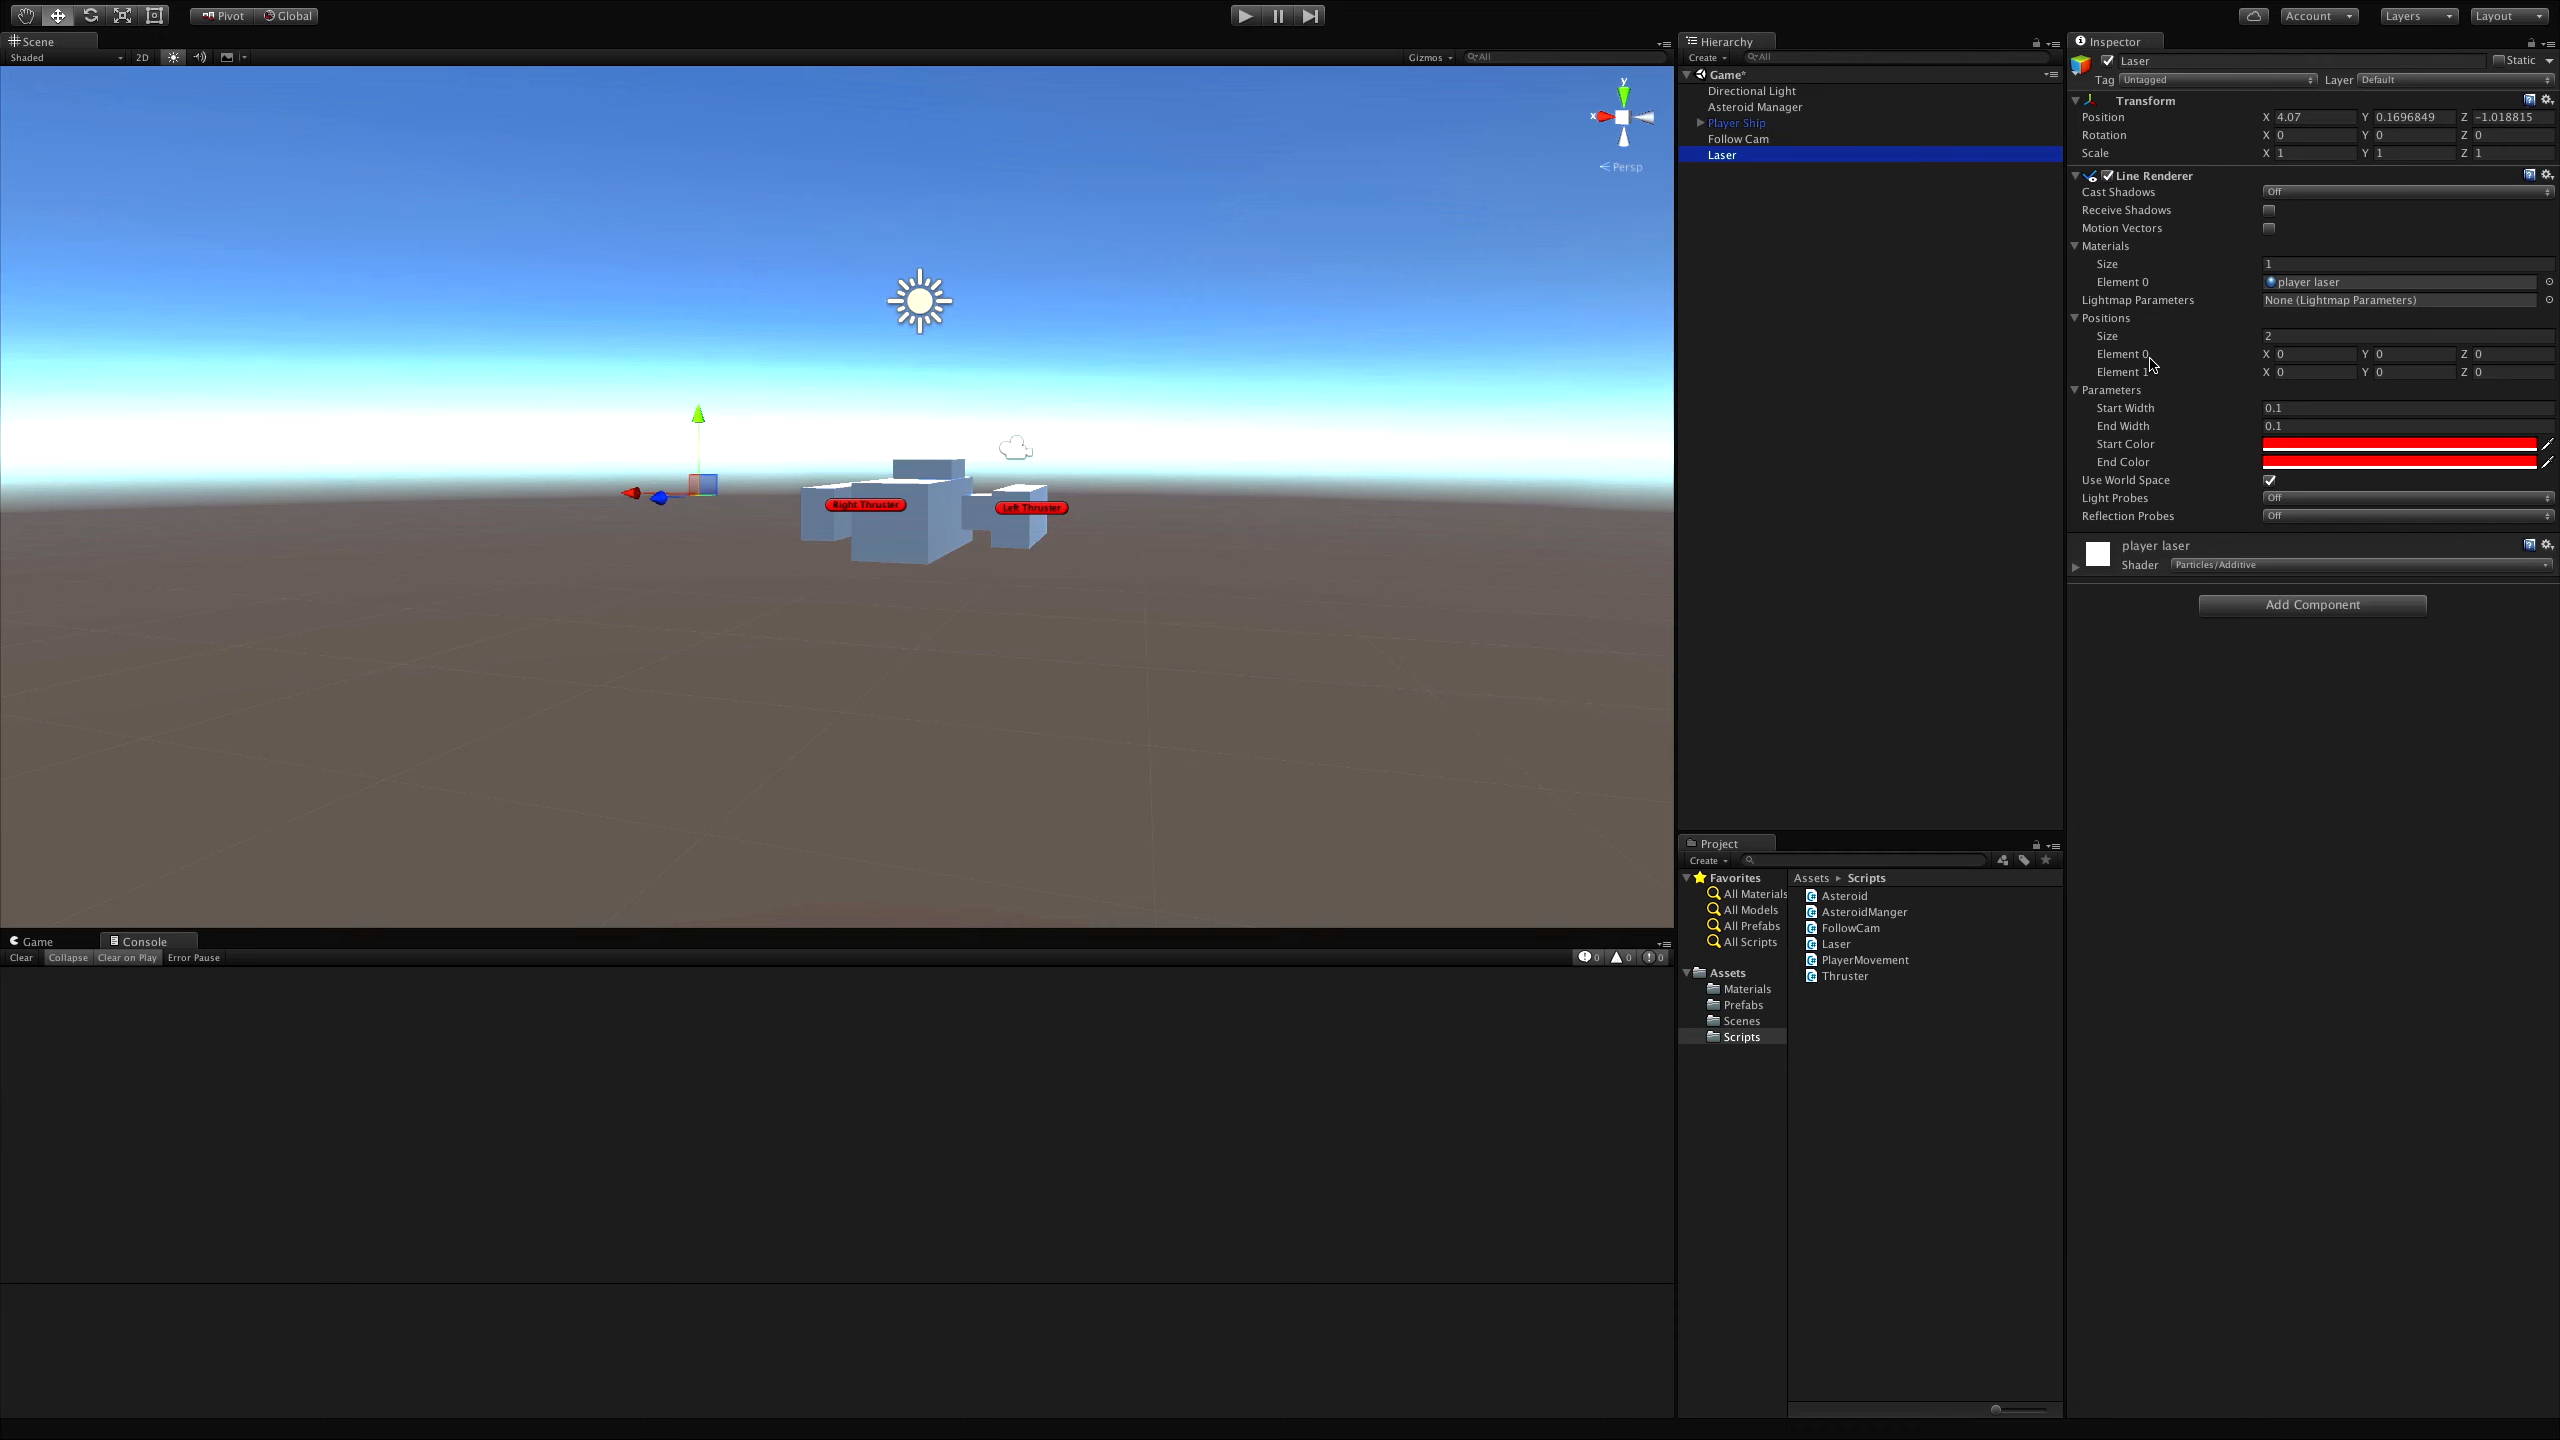 Pivot Global Account Layers Layout
Scene
Shaded 2D Gizmos All
y
x
Persp
Right Thruster
Left Thruster
Hierarchy
Create All
Game*
Directional Light
Asteroid Manager
Player Ship
Follow Cam
Laser
Inspector
Laser Static
Tag Untagged Layer Default
Transform
Position X 4.07 Y 0.1696849 Z -1.018815
Rotation X 0 Y 0 Z 0
Scale X 1 Y 1 Z 1
Line Renderer
Cast Shadows Off
Receive Shadows
Motion Vectors
Materials
Size 1
Element 0 player laser
Lightmap Parameters None (Lightmap Parameters)
Positions
Size 2
Element 0 X 0 Y 0 Z 0
Element 1 X 0 Y 0 Z 0
Parameters
Start Width 0.1
End Width 0.1
Start Color
End Color
Use World Space
Light Probes Off
Reflection Probes Off
player laser
Shader Particles/Additive
Add Component
Project
Create
Favorites
All Materials
All Models
All Prefabs
All Scripts
Assets
Materials
Prefabs
Scenes
Scripts
Assets Scripts
Asteroid
AsteroidManger
FollowCam
Laser
PlayerMovement
Thruster
Game Console
Clear Collapse Clear on Play Error Pause 0 0 0